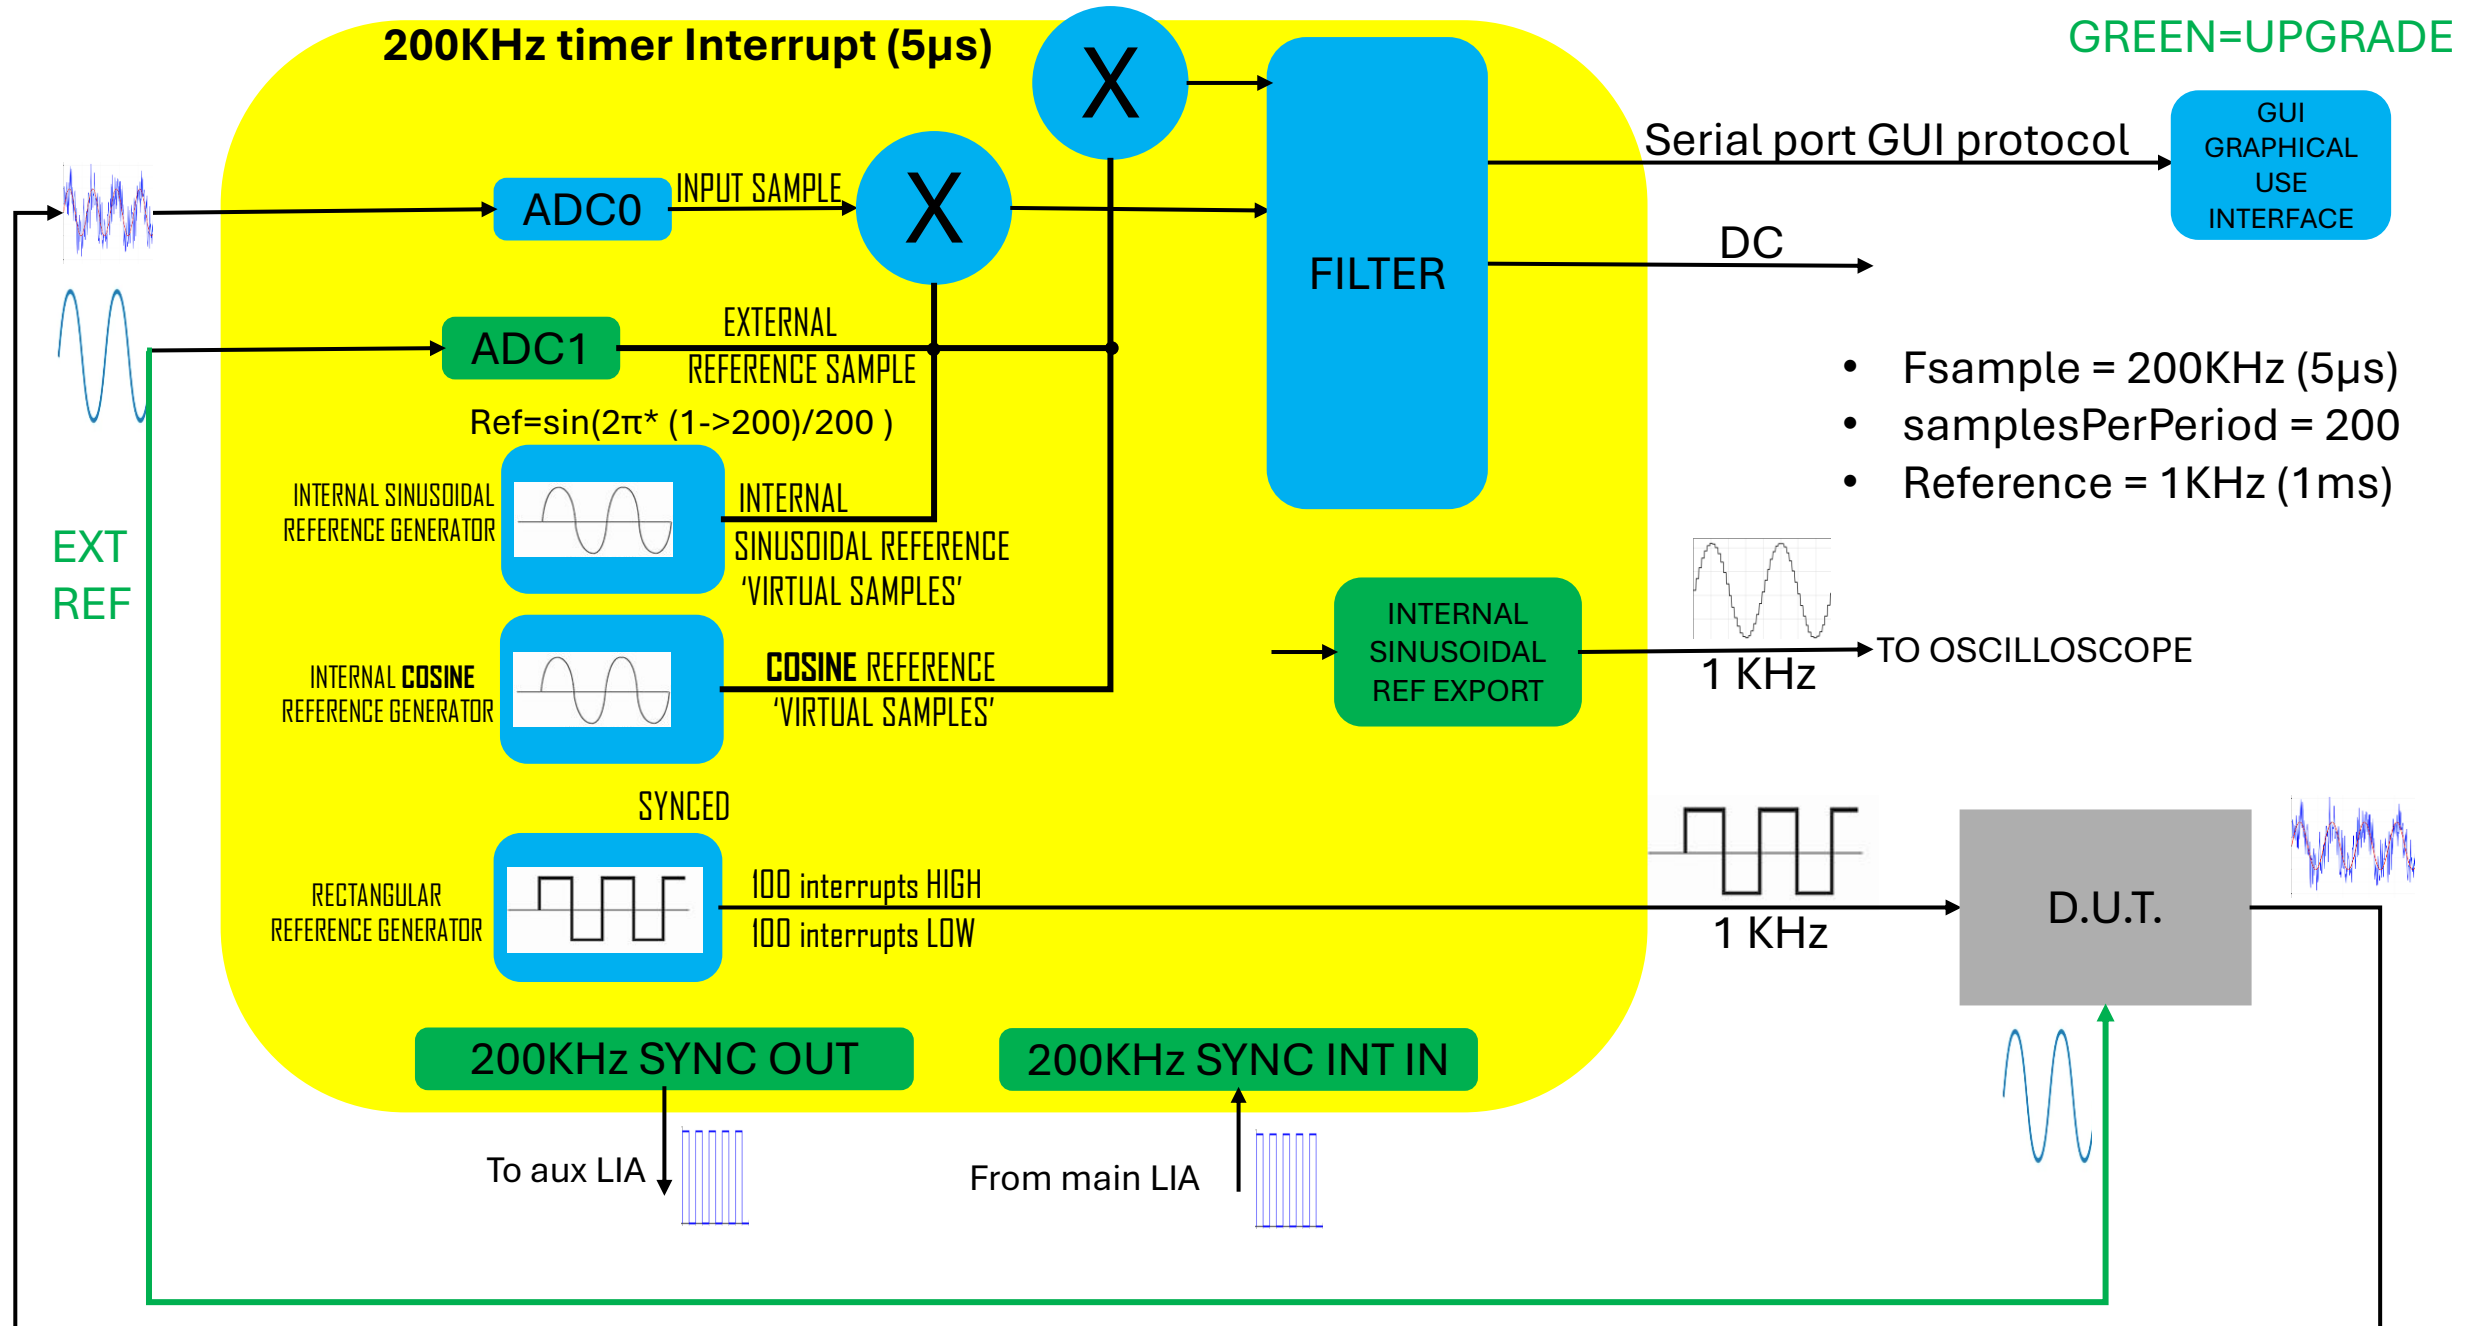 200KHz timer Interrupt (5µs)
GREEN=UPGRADE
X
X
GUI
GRAPHICAL
USE
INTERFACE
Serial port GUI protocol
ADC0
INPUT SAMPLE
DC
FILTER
ADC1
EXTERNAL
REFERENCE SAMPLE
Ref=sin(2π* (1->200)/200 )
• Fsample = 200KHz (5µs)
• samplesPerPeriod = 200
• Reference = 1KHz (1ms)
INTERNAL SINUSOIDAL
REFERENCE GENERATOR
INTERNAL
SINUSOIDAL REFERENCE
‘VIRTUAL SAMPLES’
EXT
REF
INTERNAL
SINUSOIDAL
REF EXPORT
1 KHz
TO OSCILLOSCOPE
INTERNAL COSINE
REFERENCE GENERATOR
COSINE REFERENCE
‘VIRTUAL SAMPLES’
SYNCED
RECTANGULAR
REFERENCE GENERATOR
100 interrupts HIGH
100 interrupts LOW
1 KHz
D.U.T.
200KHz SYNC OUT
200KHz SYNC INT IN
To aux LIA
From main LIA